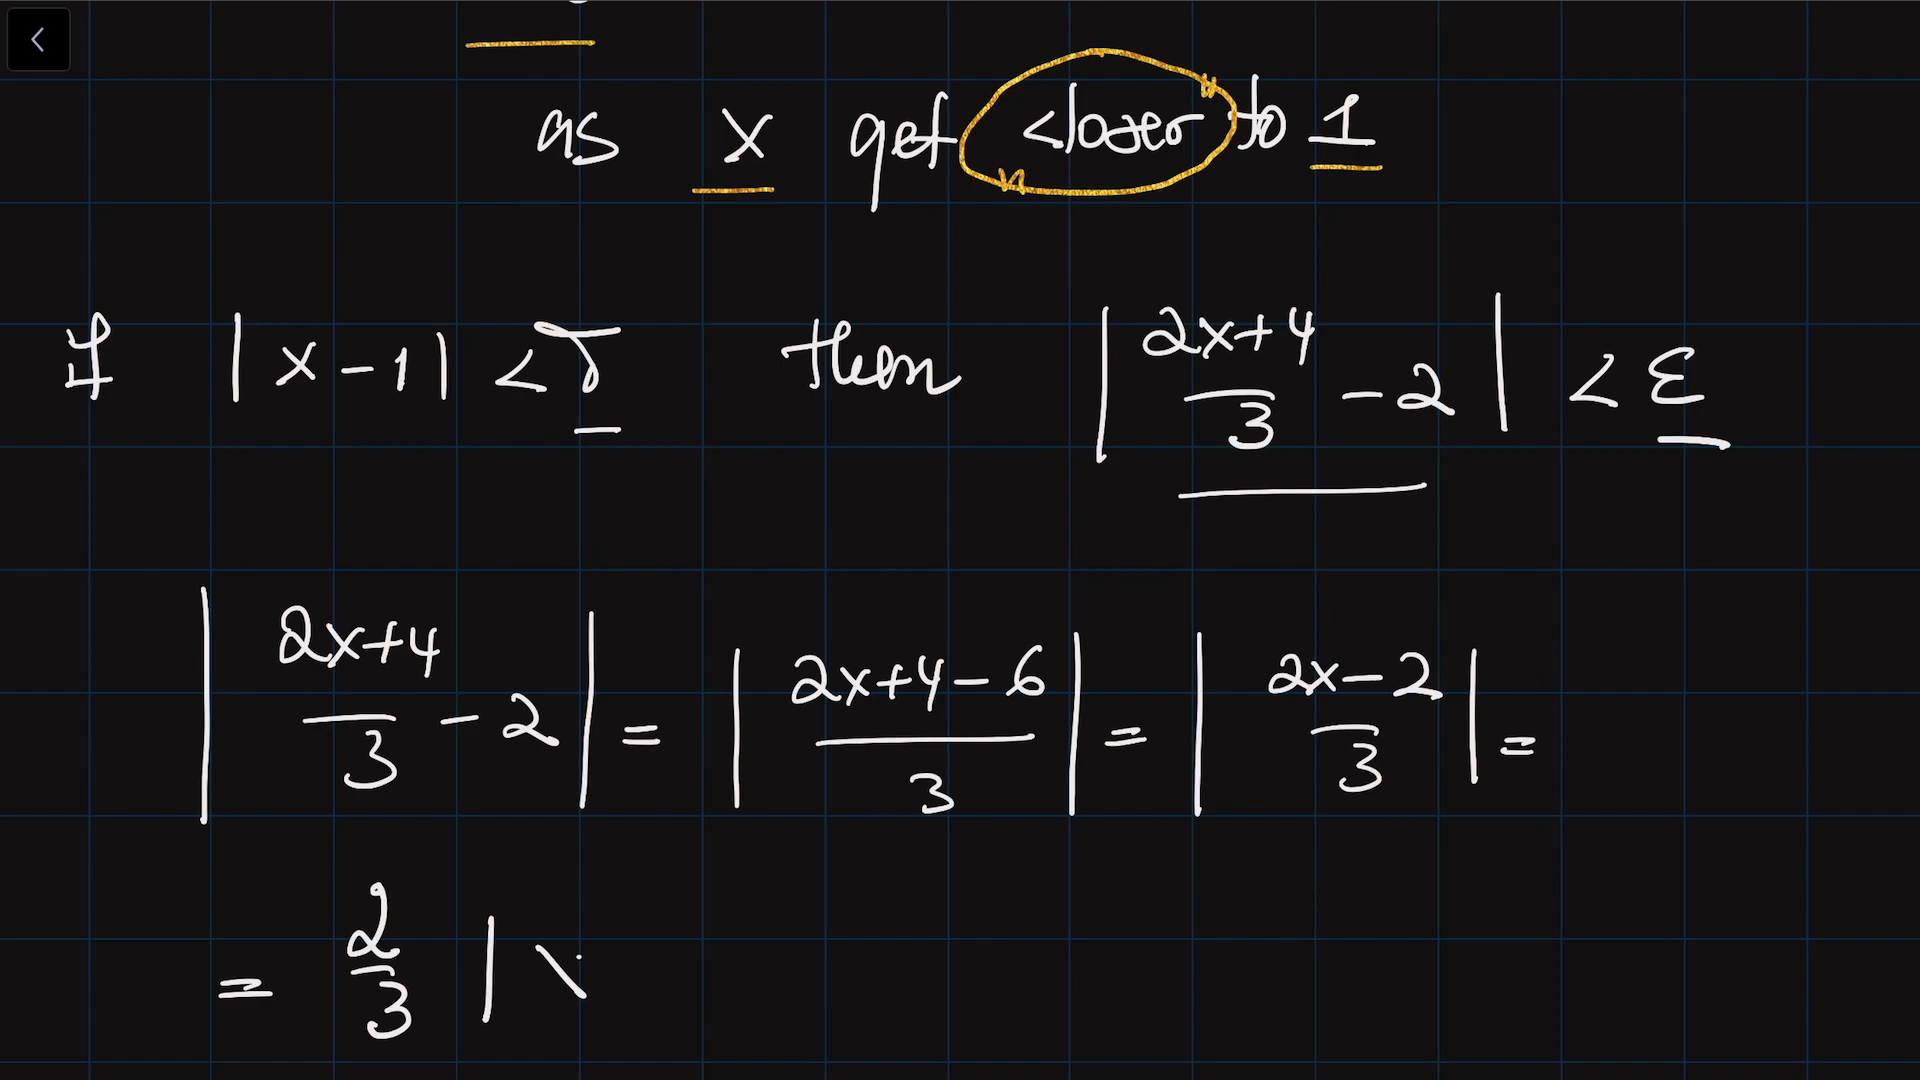 as x get closer to 1
If |x-1| < δ then |2x+4/3 - 2| < ε
|2x+4/3 - 2| = |2x+4-6/3| = |2x-2/3| =
= 2/3 | \